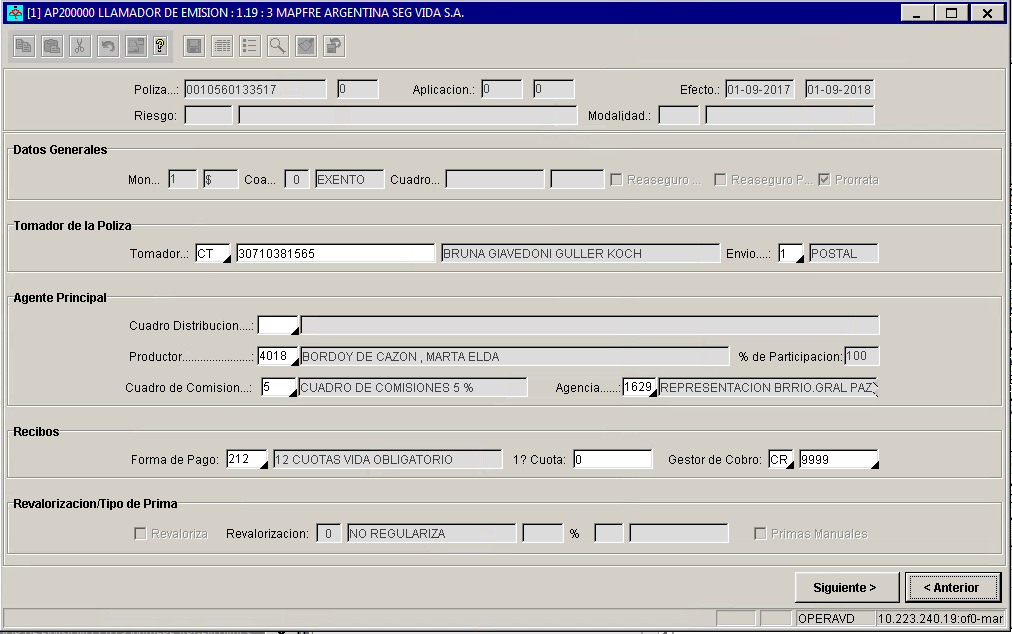 [1] AP200000 LLAMADOR DE EMISION : 1.19 : 3 MAPFRE ARGENTINA SEG VIDA S.A.
Poliza...: 0010560133517 0 Aplicacion.: 0 0 Efecto.: 01-09-2017 01-09-2018
Riesgo: Modalidad.:
Datos Generales
Mon... 1 $ Coa... 0 EXENTO Cuadro... Reaseguro ... Reaseguro P... Prorrata
Tomador de la Poliza
Tomador..: CT 30710381565 BRUNA GIAVEDONI GULLER KOCH Envio....: 1 POSTAL
Agente Principal
Cuadro Distribucion....:
Productor......................: 4018 BORDOY DE CAZON , MARTA ELDA % de Participacion: 100
Cuadro de Comision...: 5 CUADRO DE COMISIONES 5 % Agencia......: 1629 REPRESENTACION BRRIO.GRAL PAZ
Recibos
Forma de Pago: 212 12 CUOTAS VIDA OBLIGATORIO 1? Cuota: 0 Gestor de Cobro: CR 9999
Revalorizacion/Tipo de Prima
Revaloriza Revalorizacion: 0 NO REGULARIZA % Primas Manuales
Siguiente > < Anterior
OPERAVD 10.223.240.19:of0-mar